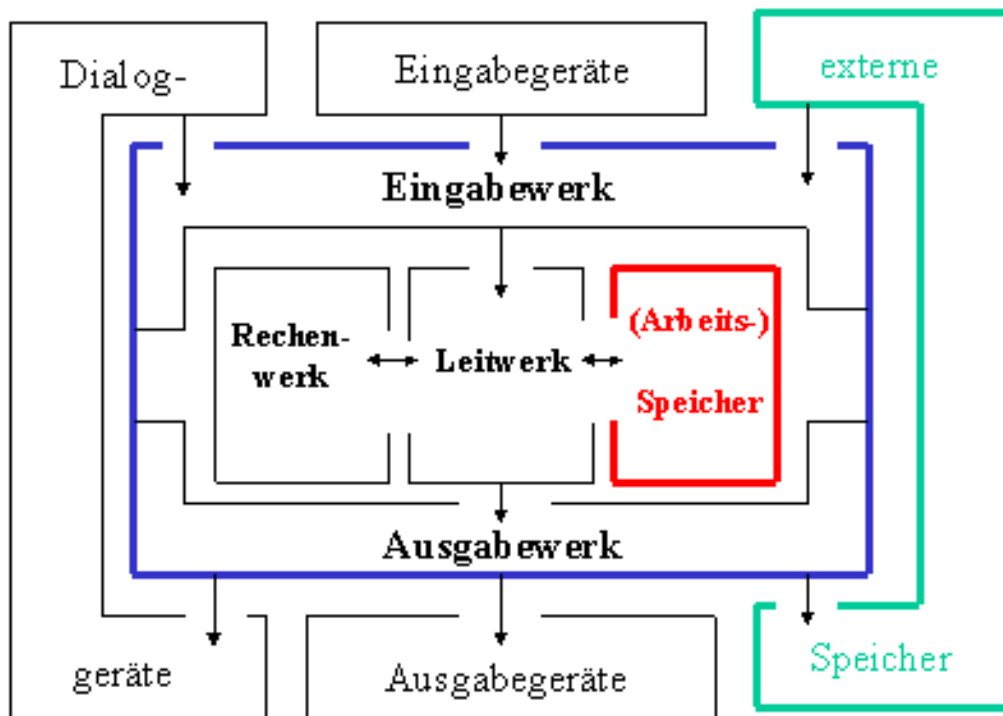 Dialog-
Eingabegeräte
externe
Eingabewerk
Rechen-
werk
Leitwerk
(Arbeits-)
Speicher
Ausgabewerk
geräte
Ausgabegeräte
Speicher